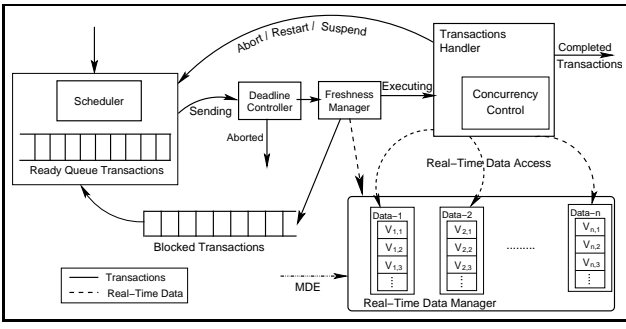 Abort / Restart / Suspend
Transactions
Handler
Completed
Transactions
Scheduler
Sending
Deadline
Controller
Freshness
Manager
Executing
Concurrency
Control
Aborted
Ready Queue Transactions
Real-Time Data Access
Blocked Transactions
Data-1
V1,1
V1,2
V1,3
⋮
Data-2
V2,1
V2,2
V2,3
⋮
.........
Data-n
Vn,1
Vn,2
Vn,3
⋮
Transactions
Real-Time Data
MDE
Real-Time Data Manager